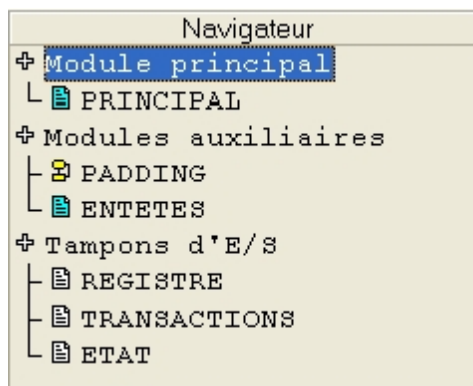 Navigateur
Module principal
PRINCIPAL
Modules auxiliaires
PADDING
ENTETES
Tampons d'E/S
REGISTRE
TRANSACTIONS
ETAT